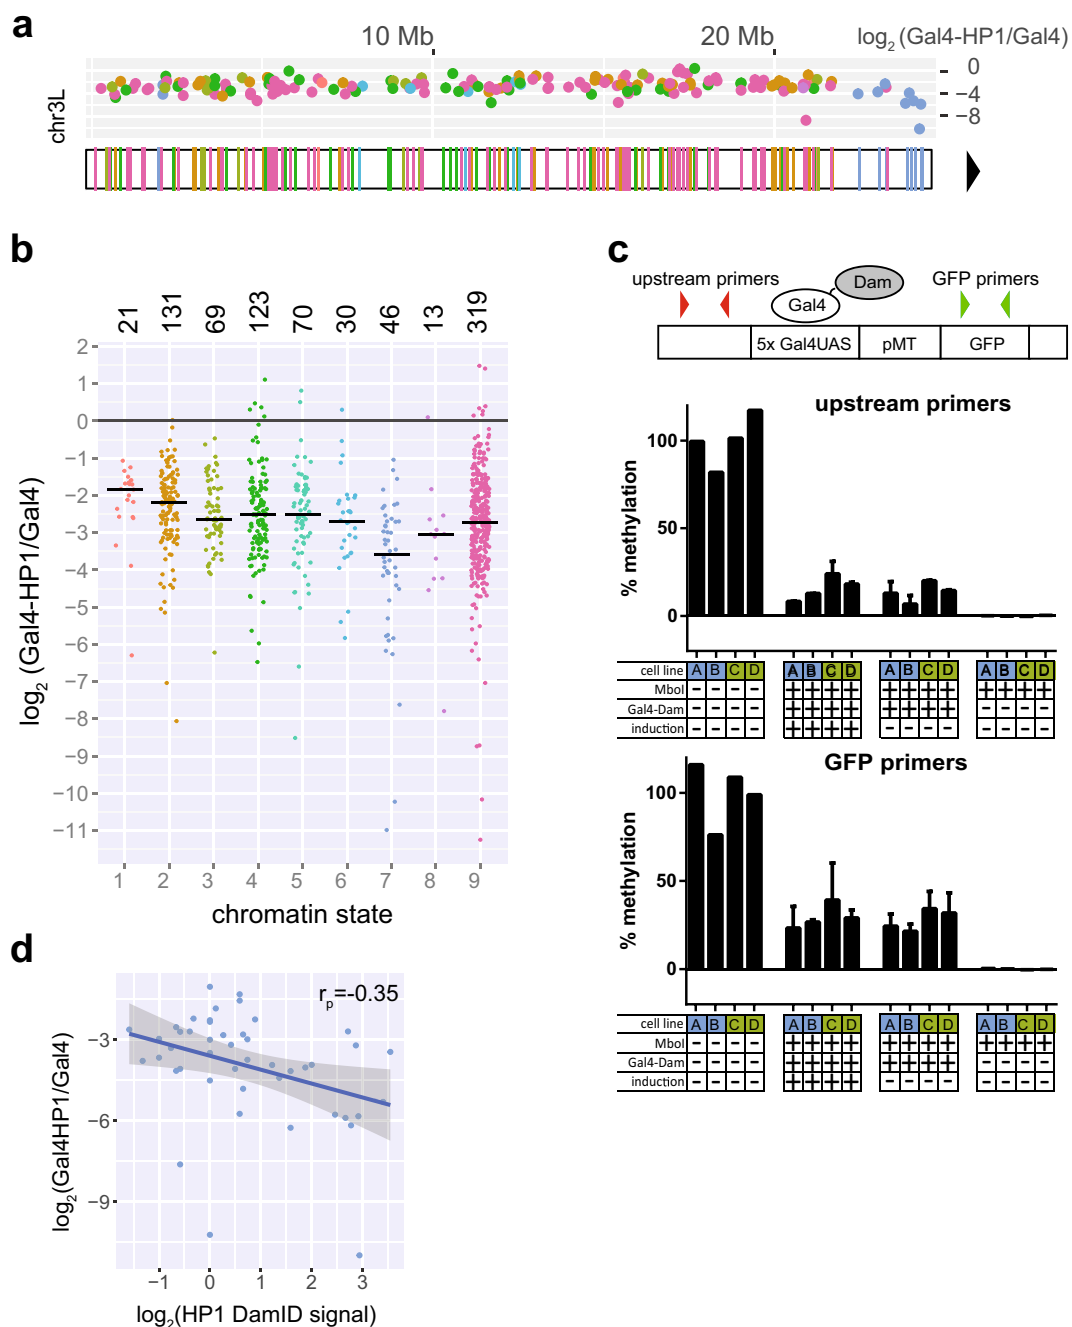 a
10 Mb 20 Mb log2 (Gal4-HP1/Gal4)
chr3L
0
−4
−8
b
21 131 69 123 70 30 46 13 319
log2 (Gal4-HP1/Gal4)
2
1
0
−1
−2
−3
−4
−5
−6
−7
−8
−9
−10
−11
1 2 3 4 5 6 7 8 9
chromatin state
c
upstream primers
Gal4
Dam
GFP primers
5x Gal4UAS pMT GFP
upstream primers
% methylation
100
50
0
cell line A B C D A B C D A B C D A B C D
MboI − − − − + + + + + + + + + + + +
Gal4-Dam − − − − + + + + + + + + − − − −
induction − − − − + + + + − − − − − − − −
GFP primers
% methylation
100
50
0
cell line A B C D A B C D A B C D A B C D
MboI − − − − + + + + + + + + + + + +
Gal4-Dam − − − − + + + + + + + + − − − −
induction − − − − + + + + − − − − − − − −
d
rp=-0.35
log2(Gal4HP1/Gal4)
−3
−6
−9
−1 0 1 2 3
log2(HP1 DamID signal)